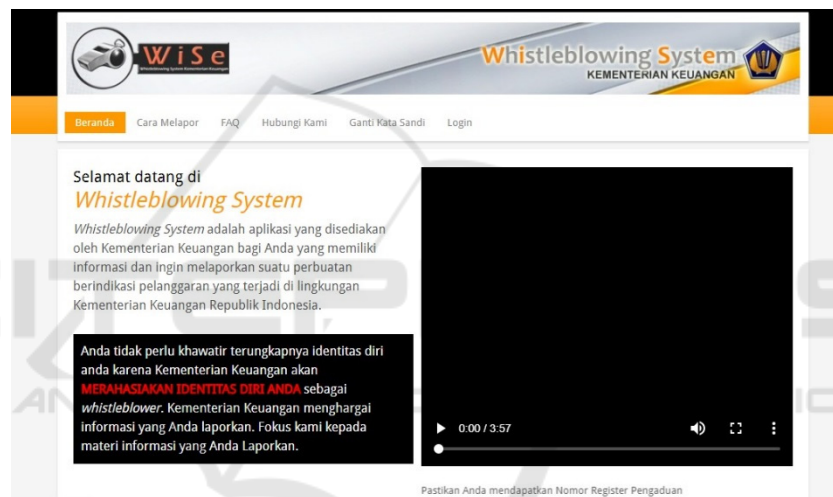 WiSe
Whistleblowing System
KEMENTERIAN KEUANGAN
Beranda Cara Melapor FAQ Hubungi Kami Ganti Kata Sandi Login
Selamat datang di
Whistleblowing System
Whistleblowing System adalah aplikasi yang disediakan
oleh Kementerian Keuangan bagi Anda yang memiliki
informasi dan ingin melaporkan suatu perbuatan
berindikasi pelanggaran yang terjadi di lingkungan
Kementerian Keuangan Republik Indonesia.
Anda tidak perlu khawatir terungkapnya identitas diri
anda karena Kementerian Keuangan akan
MERAHASIAKAN IDENTITAS DIRI ANDA sebagai
whistleblower. Kementerian Keuangan menghargai
informasi yang Anda laporkan. Fokus kami kepada
materi informasi yang Anda Laporkan.
0:00 / 3:57
Pastikan Anda mendapatkan Nomor Register Pengaduan